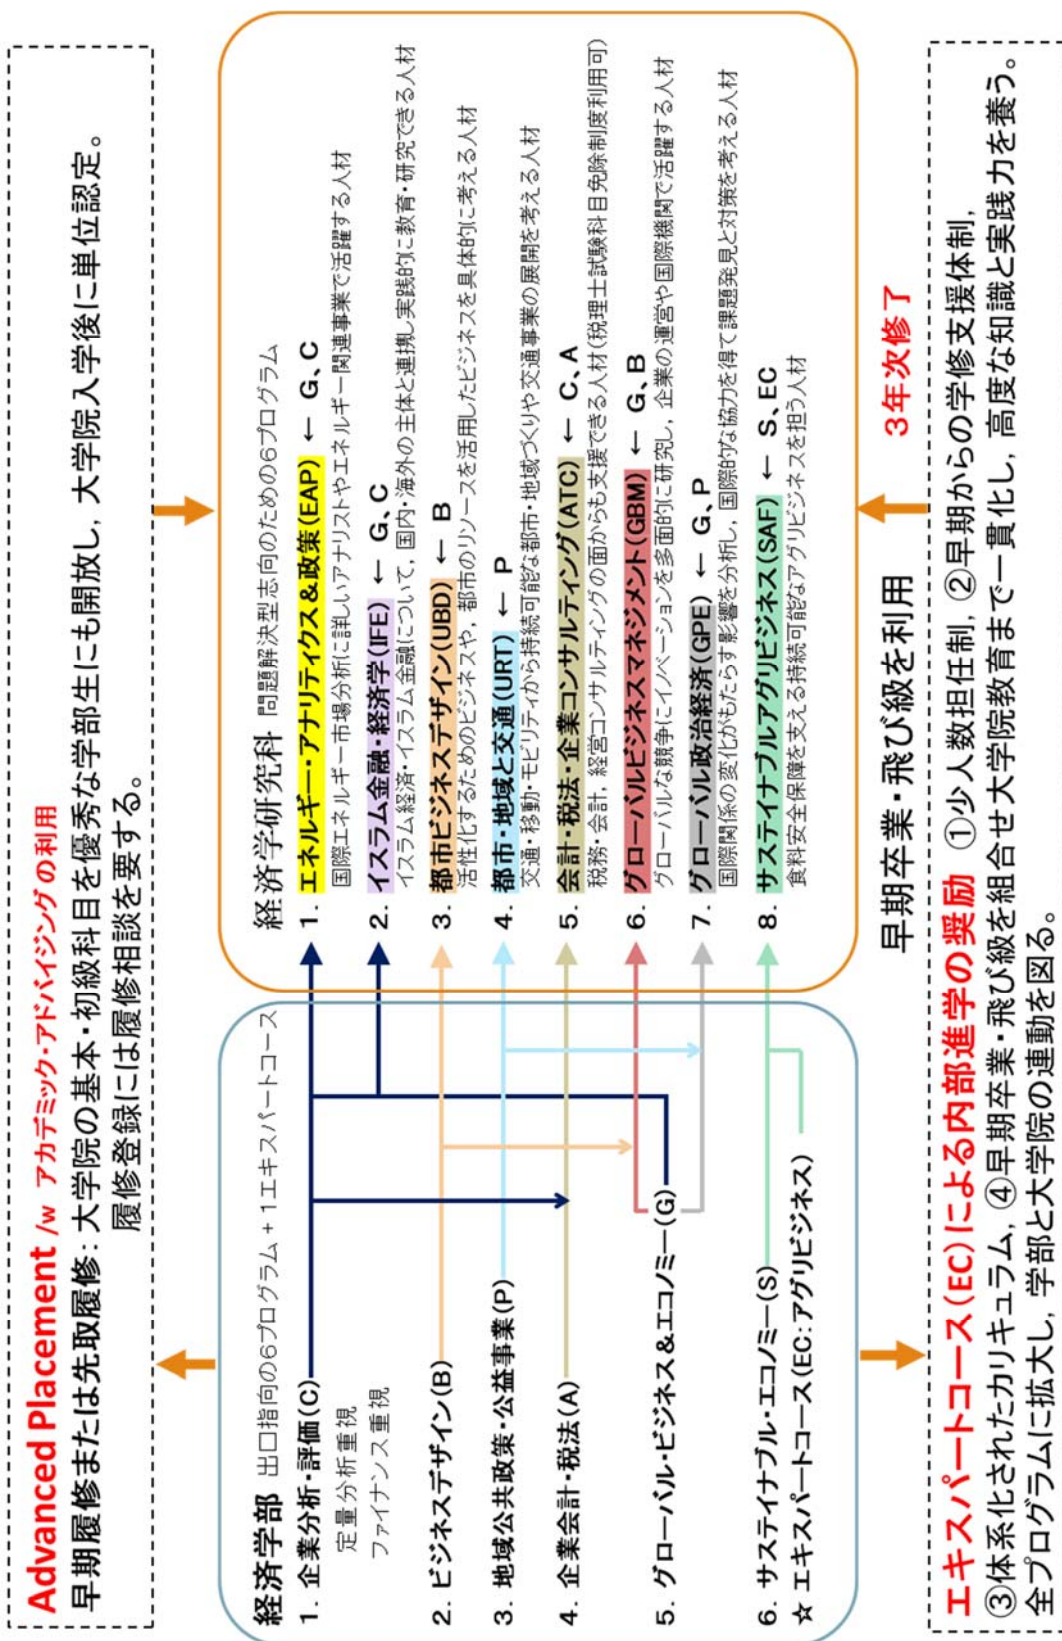 Advanced Placement /w アカデミック・アドバイジングの利用
早期履修または先取履修: 大学院の基本・初級科目を優秀な学部生にも開放し, 大学院入学後に単位認定。
履修登録には履修相談を要する。
経済学部 出口指向の6プログラム + 1エキスパートコース
1. 企業分析・評価(C)
定量分析重視
ファイナンス重視
2. ビジネスデザイン(B)
3. 地域公共政策・公益事業(P)
4. 企業会計・税法(A)
5. グローバル・ビジネス&エコノミー(G)
6. サステイナブル・エコノミー(S)
☆ エキスパートコース(EC:アグリビジネス)
経済学研究科 問題解決型志向のための6プログラム
1. エネルギー・アナリティクス&政策(EAP) ← G、C
国際エネルギー市場分析に詳しいアナリストやエネルギー関連事業で活躍する人材
2. イスラム金融・経済学(IFE) ← G、C
イスラム経済・イスラム金融について, 国内・海外の主体と連携し実践的に教育・研究できる人材
3. 都市ビジネスデザイン(UBD) ← B
活性化するためのビジネスや, 都市のリソースを活用したビジネスを具体的に考える人材
4. 都市・地域と交通(URT) ← P
交通・移動・モビリティから持続可能な都市・地域づくりや交通事業の展開を考える人材
5. 会計・税法・企業コンサルティング(ATC) ← C、A
税務・会計, 経営コンサルティングの面からも支援できる人材(税理士試験科目免除制度利用可)
6. グローバルビジネスマネジメント(GBM) ← G、B
グローバルな競争にイノベーションを多面的に研究し, 企業の運営や国際機関で活躍する人材
7. グローバル政治経済(GPE) ← G、P
国際関係の変化がもたらす影響を分析し, 国際的な協力を得て課題発見と対策を考える人材
8. サステイナブルアグリビジネス(SAF) ← S、EC
食料安全保障を支える持続可能なアグリビジネスを担う人材
早期卒業・飛び級を利用 3年次修了
エキスパートコース(EC)による内部進学の奨励 ①少人数担任制, ②早期からの学修支援体制,
③体系化されたカリキュラム, ④早期卒業・飛び級を組合せ大学院教育まで一貫化し, 高度な知識と実践力を養う。
全プログラムに拡大し, 学部と大学院の連動を図る。